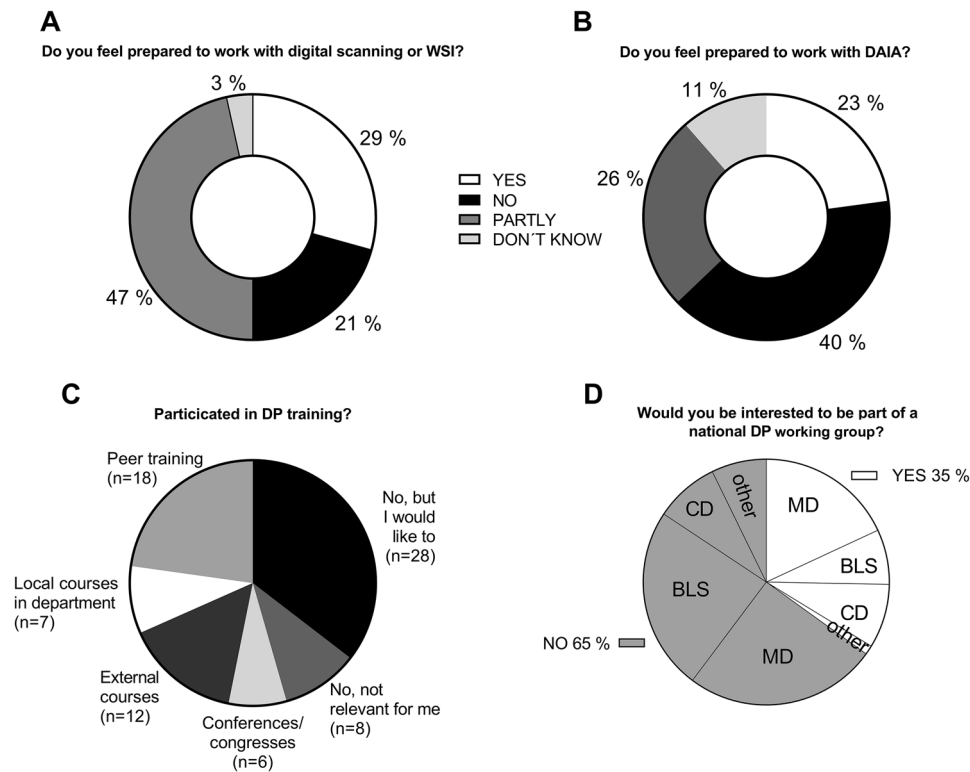 A
Do you feel prepared to work with digital scanning or WSI?
3 %
29 %
47 %
21 %
YES
NO
PARTLY
DON´T KNOW
B
Do you feel prepared to work with DAIA?
11 %
23 %
26 %
40 %
C
Particicated in DP training?
Peer training
(n=18)
No, but
I would
like to
(n=28)
Local courses
in department
(n=7)
External
courses
(n=12)
Conferences/
congresses
(n=6)
No, not
relevant for me
(n=8)
D
Would you be interested to be part of a
national DP working group?
YES 35 %
MD
BLS
CD
other
NO 65 %
MD
BLS
CD
other